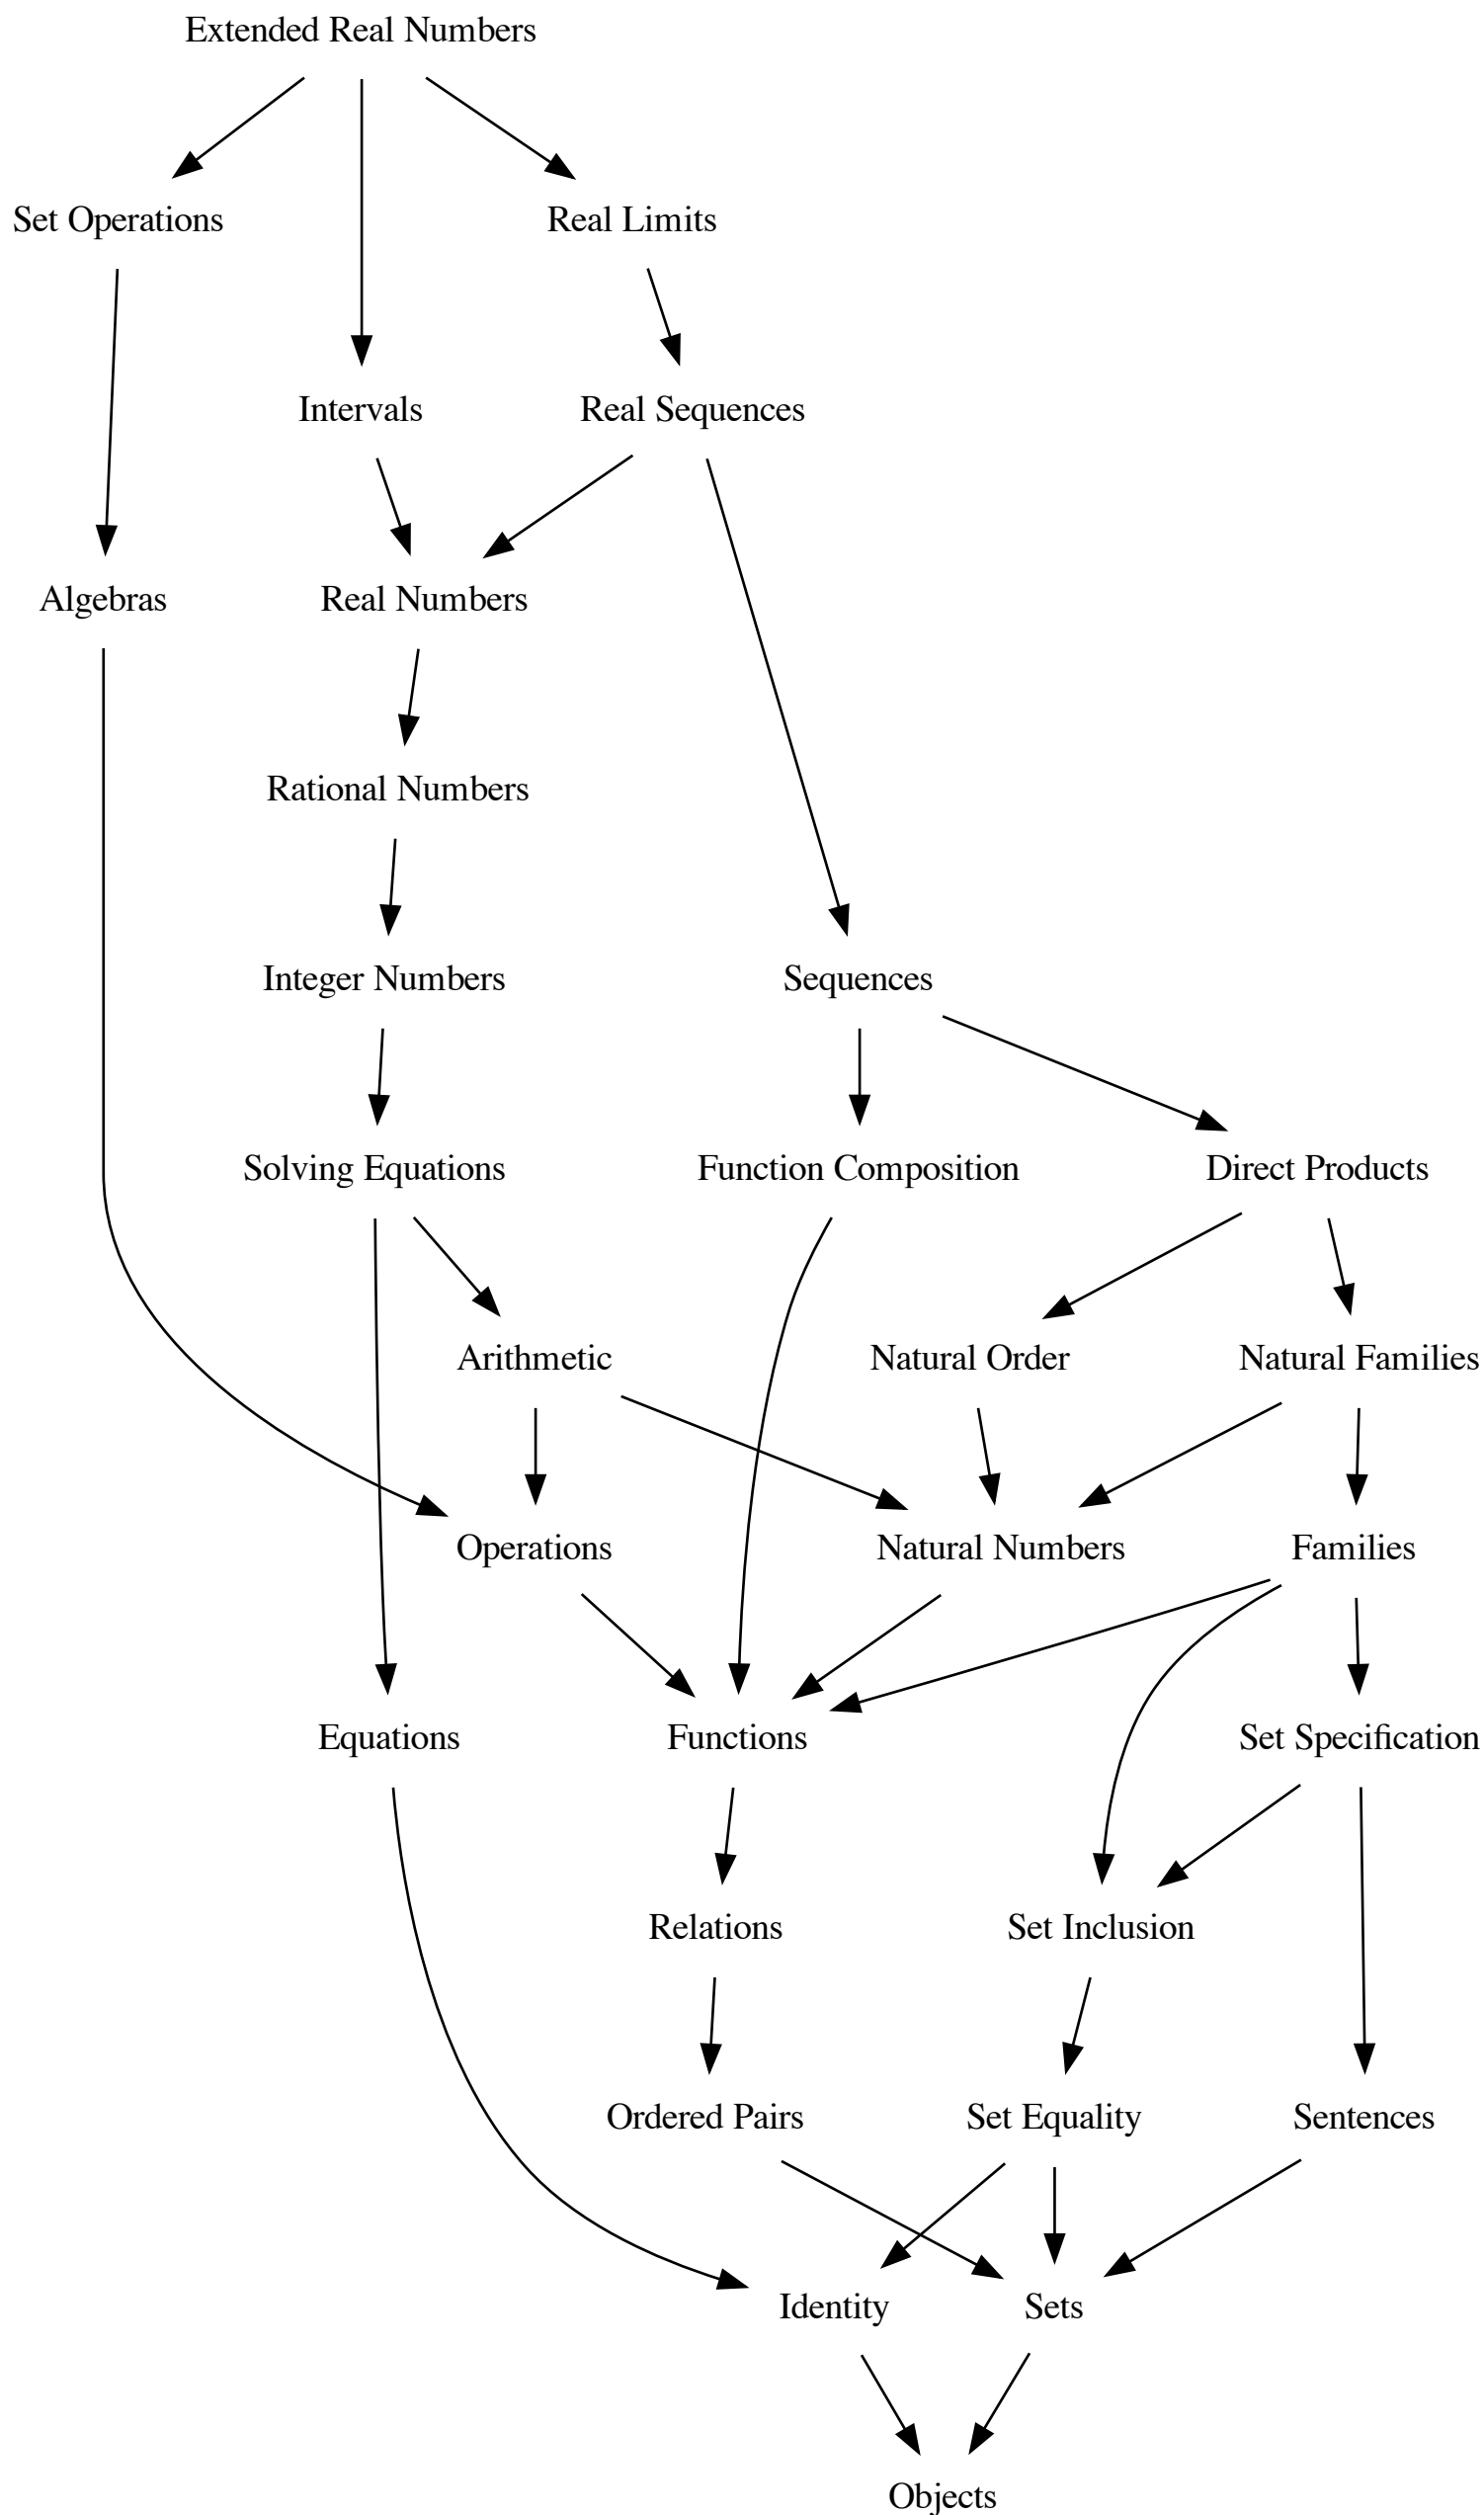 Extended Real Numbers
Set Operations
Real Limits
Intervals
Real Sequences
Algebras
Real Numbers
Rational Numbers
Integer Numbers
Sequences
Solving Equations
Function Composition
Direct Products
Arithmetic
Natural Order
Natural Families
Operations
Natural Numbers
Families
Equations
Functions
Set Specification
Relations
Set Inclusion
Ordered Pairs
Set Equality
Sentences
Identity
Sets
Objects